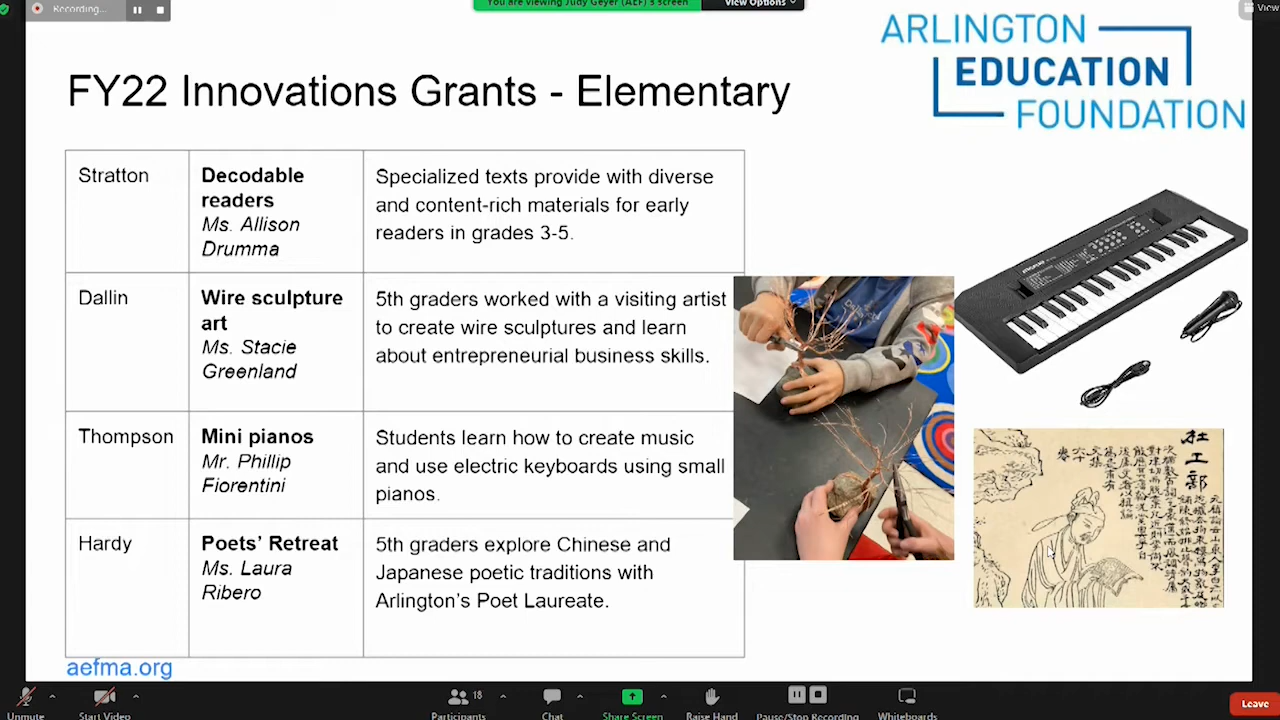 Recording...
You are viewing Judy Geyer (AEF)'s screen
View Options
View
ARLINGTON
EDUCATION
FOUNDATION
FY22 Innovations Grants - Elementary
Stratton
Decodable
readers
Ms. Allison
Drumma
Specialized texts provide with diverse
and content-rich materials for early
readers in grades 3-5.
Dallin
Wire sculpture
art
Ms. Stacie
Greenland
5th graders worked with a visiting artist
to create wire sculptures and learn
about entrepreneurial business skills.
Thompson
Mini pianos
Mr. Phillip
Fiorentini
Students learn how to create music
and use electric keyboards using small
pianos.
Hardy
Poets' Retreat
Ms. Laura
Ribero
5th graders explore Chinese and
Japanese poetic traditions with
Arlington's Poet Laureate.
杜工部
aefma.org
Unmute
Start Video
18
Participants
Chat
Share Screen
Raise Hand
Pause/Stop Recording
Whiteboards
Leave